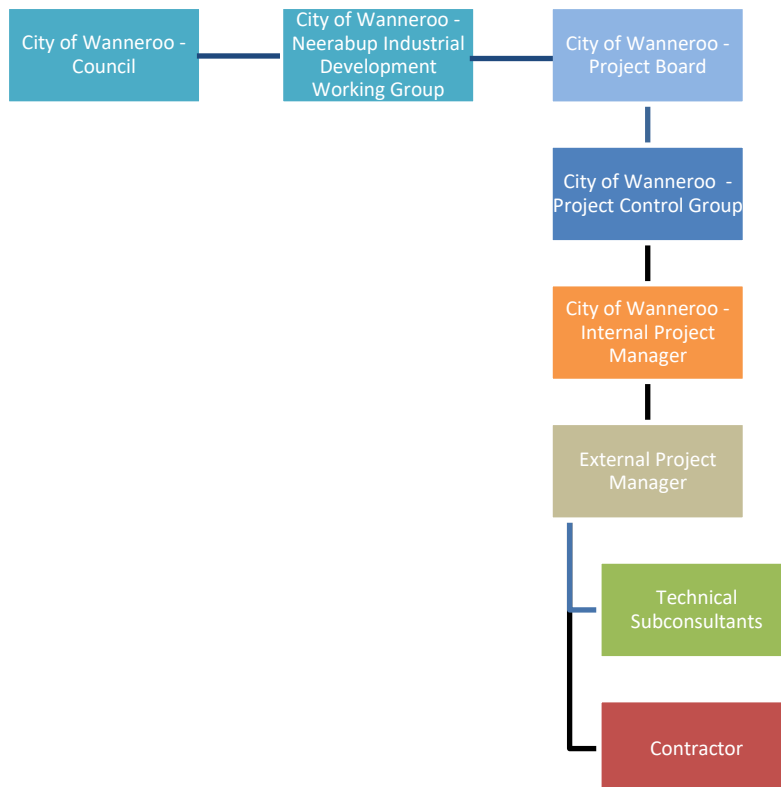 City of Wanneroo -
Council
City of Wanneroo -
Neerabup Industrial
Development
Working Group
City of Wanneroo -
Project Board
City of Wanneroo  -
Project Control Group
City of Wanneroo -
Internal Project
Manager
External Project
Manager
Technical
Subconsultants
Contractor